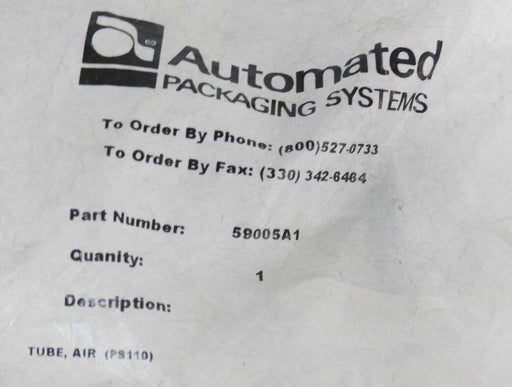 Automated
PACKAGING SYSTEMS
To Order By Phone: (800)527-0733
To Order By Fax: (330) 342-6464
Part Number: 59005A1
Quanity: 1
Description:
TUBE, AIR (PS110)